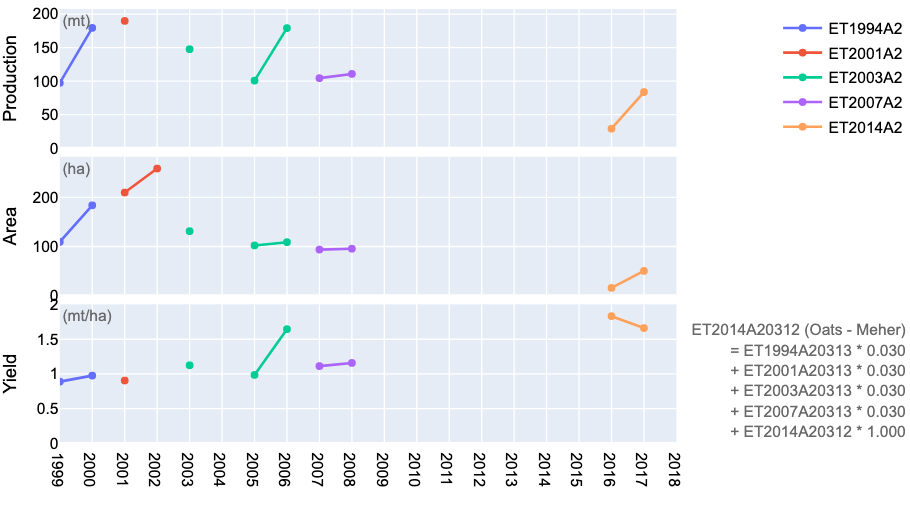 Production
(mt)
200
150
100
50
0
Area
(ha)
200
100
0
Yield
(mt/ha)
2
1.5
1
0.5
0
1999 2000 2001 2002 2003 2004 2005 2006 2007 2008 2009 2010 2011 2012 2013 2014 2015 2016 2017 2018
ET1994A2
ET2001A2
ET2003A2
ET2007A2
ET2014A2
ET2014A20312 (Oats - Meher)
= ET1994A20313 * 0.030
+ ET2001A20313 * 0.030
+ ET2003A20313 * 0.030
+ ET2007A20313 * 0.030
+ ET2014A20312 * 1.000